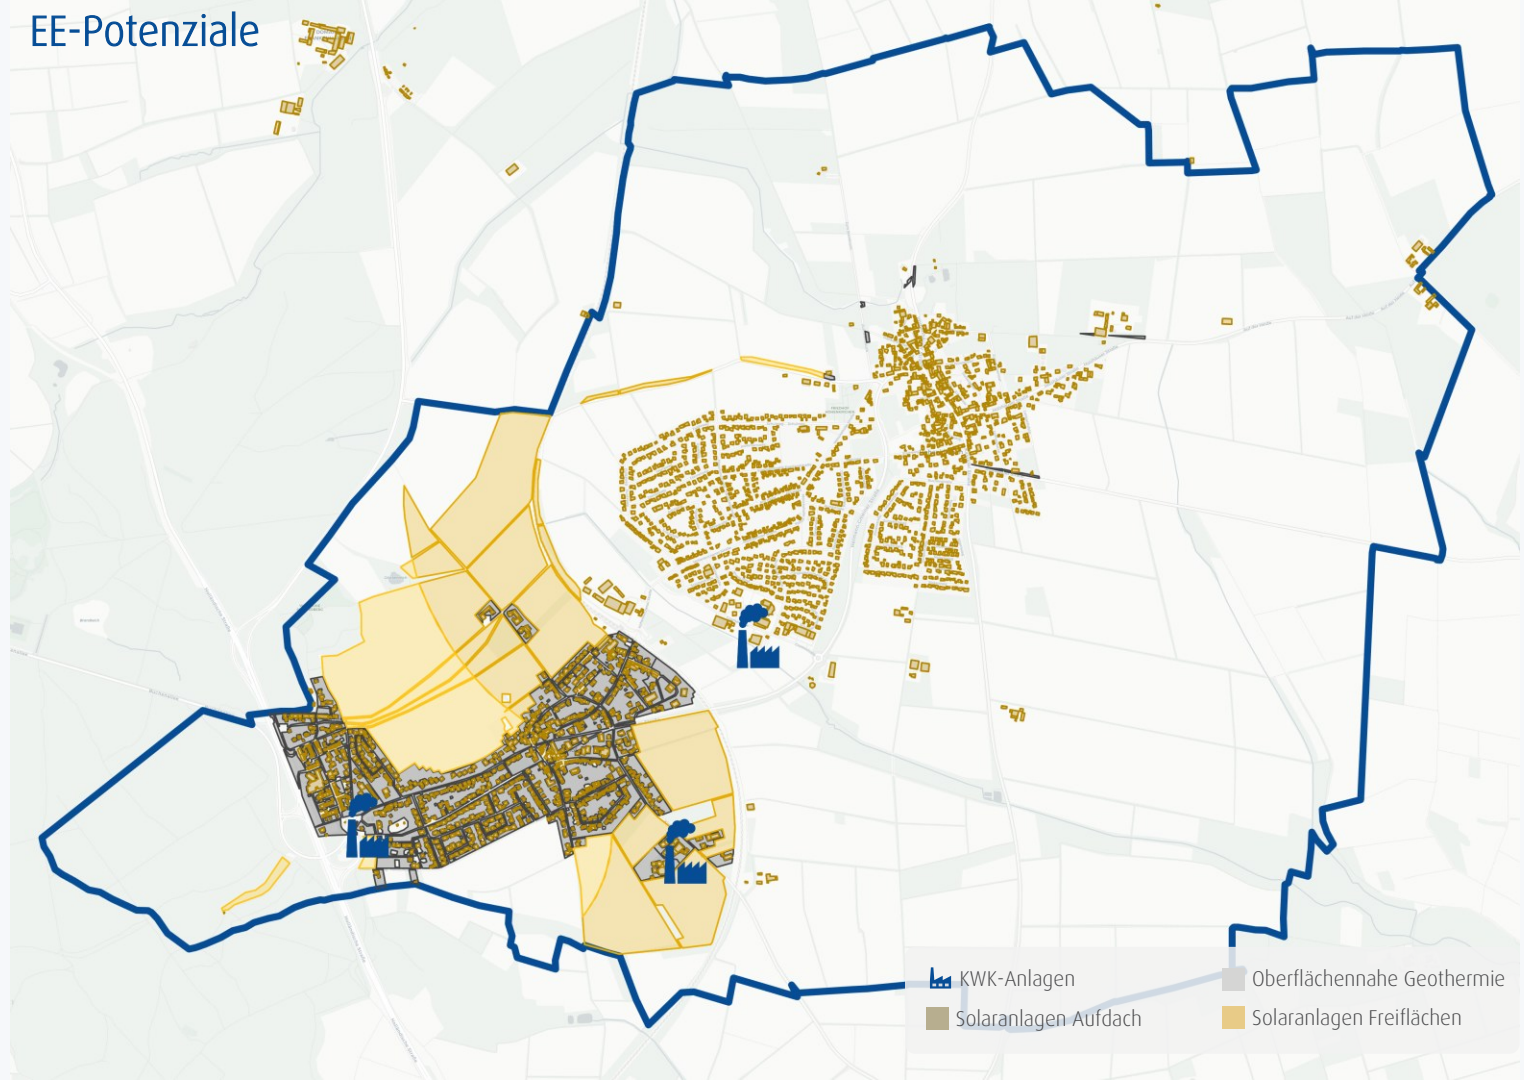 EE-Potenziale
KWK-Anlagen
Oberflächennahe Geothermie
Solaranlagen Aufdach
Solaranlagen Freiflächen